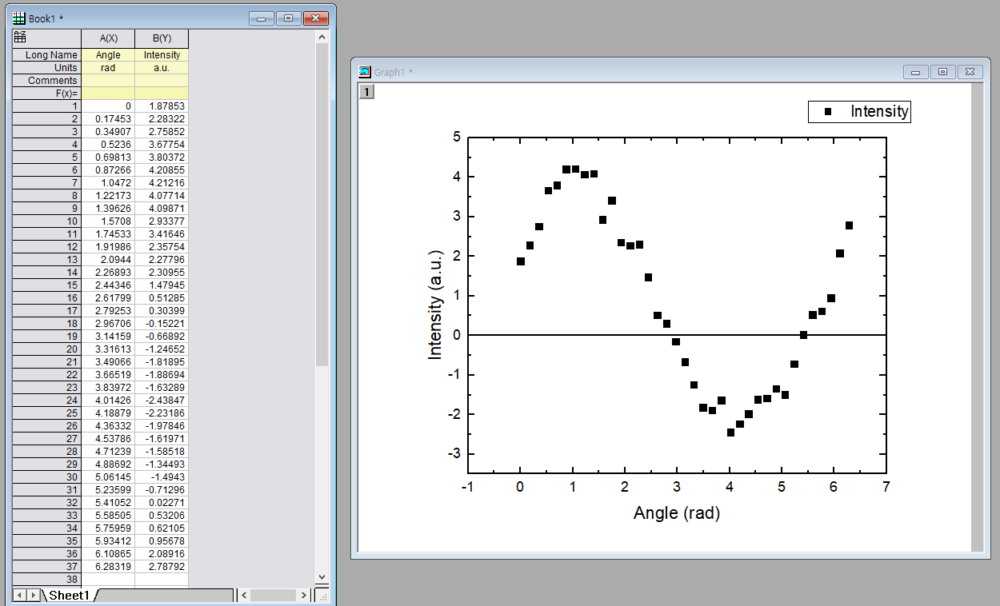 Book1 *
A(X) B(Y)
Long Name Angle Intensity
Units rad a.u.
Comments
F(x)=
1 0 1.87853
2 0.17453 2.28322
3 0.34907 2.75852
4 0.5236 3.67754
5 0.69813 3.80372
6 0.87266 4.20855
7 1.0472 4.21216
8 1.22173 4.07714
9 1.39626 4.09871
10 1.5708 2.93377
11 1.74533 3.41646
12 1.91986 2.35754
13 2.0944 2.27796
14 2.26893 2.30955
15 2.44346 1.47945
16 2.61799 0.51285
17 2.79253 0.30399
18 2.96706 -0.15221
19 3.14159 -0.66892
20 3.31613 -1.24652
21 3.49066 -1.81895
22 3.66519 -1.88694
23 3.83972 -1.63289
24 4.01426 -2.43847
25 4.18879 -2.23186
26 4.36332 -1.97846
27 4.53786 -1.61971
28 4.71239 -1.58518
29 4.88692 -1.34493
30 5.06145 -1.4943
31 5.23599 -0.71296
32 5.41052 0.02271
33 5.58505 0.53206
34 5.75959 0.62105
35 5.93412 0.95678
36 6.10865 2.08916
37 6.28319 2.78792
38
Sheet1
Graph1 *
1
Intensity
5
4
3
2
1
0
-1
-2
-3
Intensity (a.u.)
-1 0 1 2 3 4 5 6 7
Angle (rad)